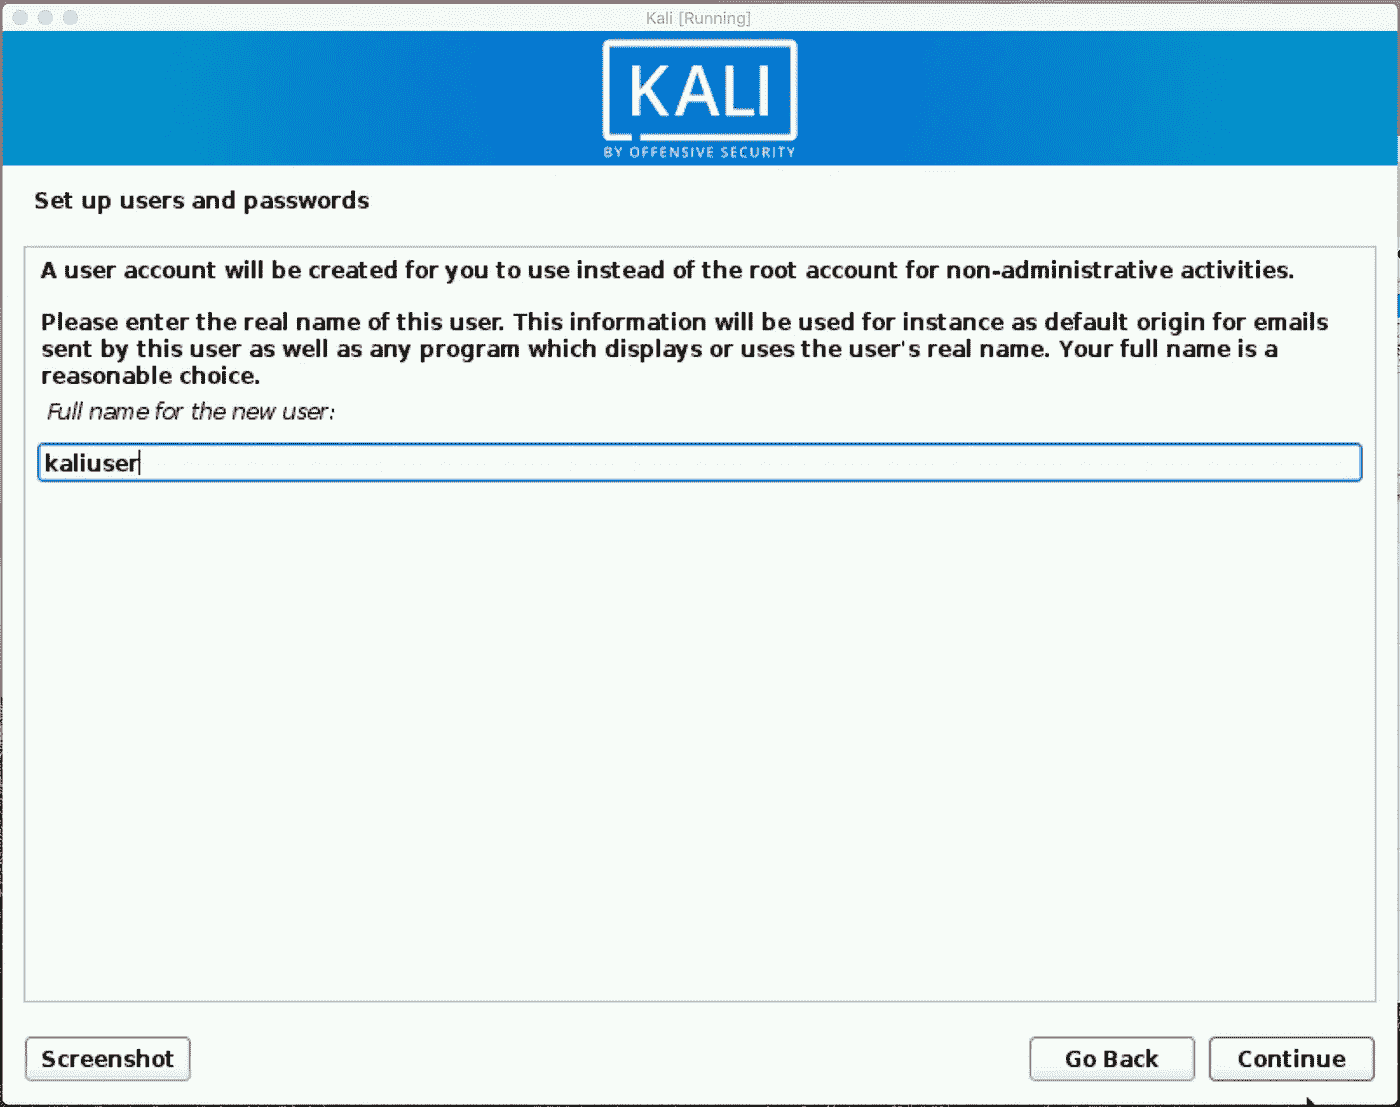 Kali [Running]
KALI
BY OFFENSIVE SECURITY
Set up users and passwords
A user account will be created for you to use instead of the root account for non-administrative activities.
Please enter the real name of this user. This information will be used for instance as default origin for emails
sent by this user as well as any program which displays or uses the user's real name. Your full name is a
reasonable choice.
Full name for the new user:
kaliuser
Screenshot
Go Back
Continue